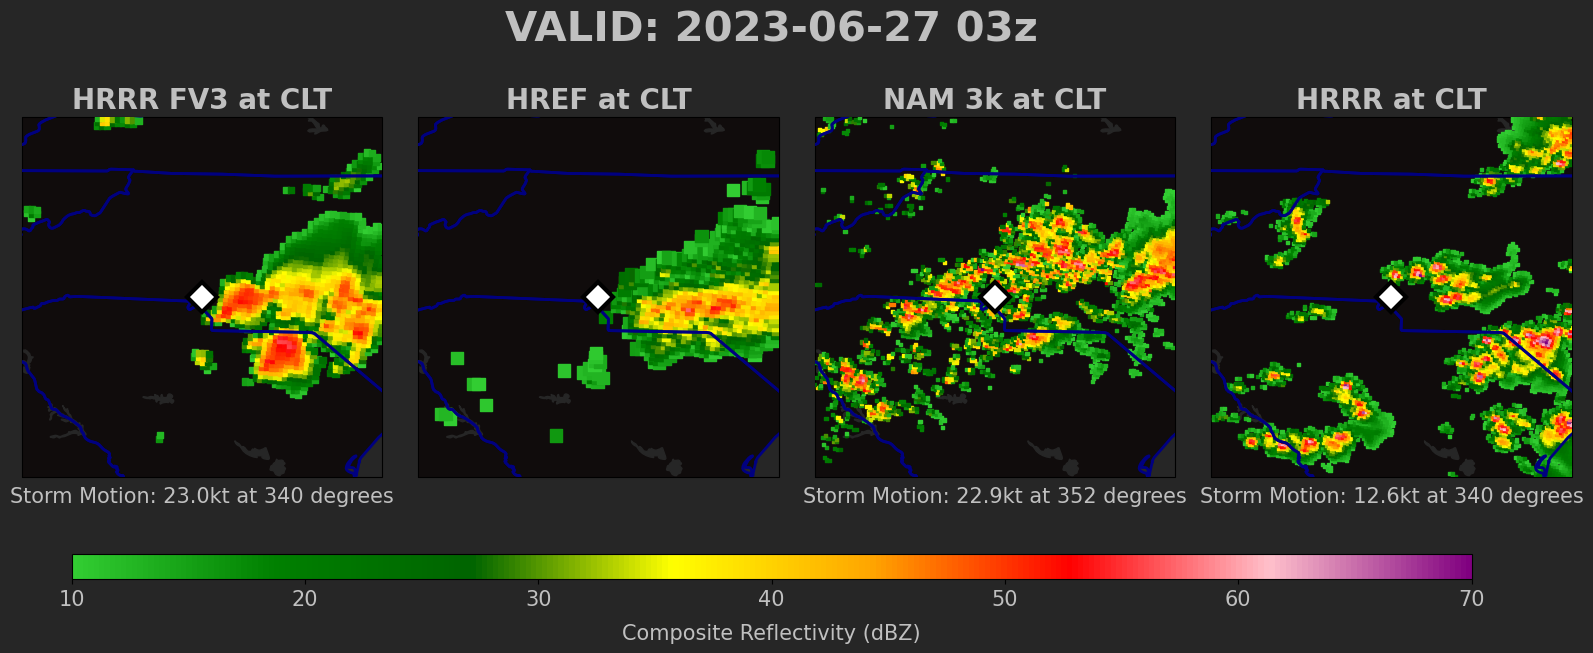 VALID: 2023-06-27 03z
HRRR FV3 at CLT
HREF at CLT
NAM 3k at CLT
HRRR at CLT
Storm Motion: 23.0kt at 340 degrees
Storm Motion: 22.9kt at 352 degrees
Storm Motion: 12.6kt at 340 degrees
10 20 30 40 50 60 70
Composite Reflectivity (dBZ)